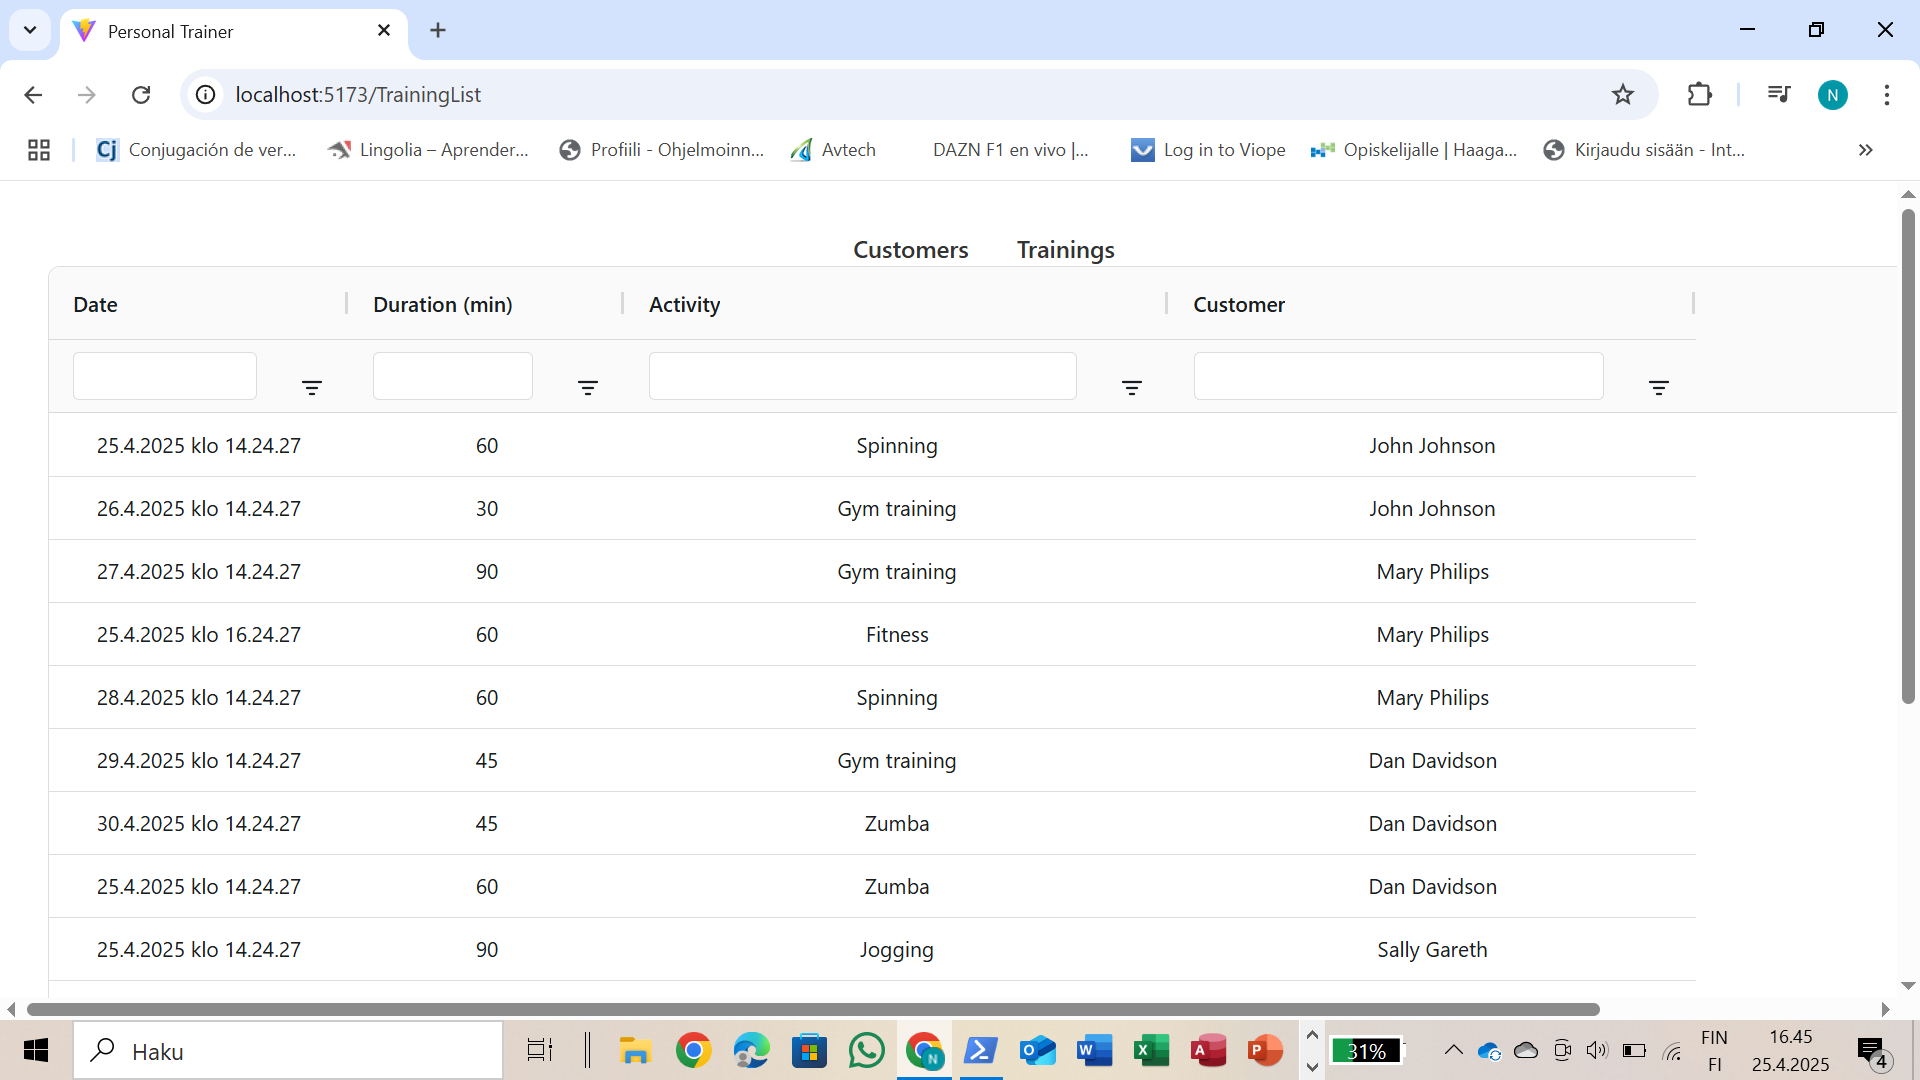 Personal Trainer
localhost:5173/TrainingList
N
Cj Conjugación de ver... Lingolia – Aprender... Profiili - Ohjelmoinn... Avtech DAZN F1 en vivo |... Log in to Viope Opiskelijalle | Haaga... Kirjaudu sisään - Int...
Customers Trainings
Date Duration (min) Activity Customer
25.4.2025 klo 14.24.27 60 Spinning John Johnson
26.4.2025 klo 14.24.27 30 Gym training John Johnson
27.4.2025 klo 14.24.27 90 Gym training Mary Philips
25.4.2025 klo 16.24.27 60 Fitness Mary Philips
28.4.2025 klo 14.24.27 60 Spinning Mary Philips
29.4.2025 klo 14.24.27 45 Gym training Dan Davidson
30.4.2025 klo 14.24.27 45 Zumba Dan Davidson
25.4.2025 klo 14.24.27 60 Zumba Dan Davidson
25.4.2025 klo 14.24.27 90 Jogging Sally Gareth
Haku N O W X A P 31% FIN 16.45
FI 25.4.2025 4